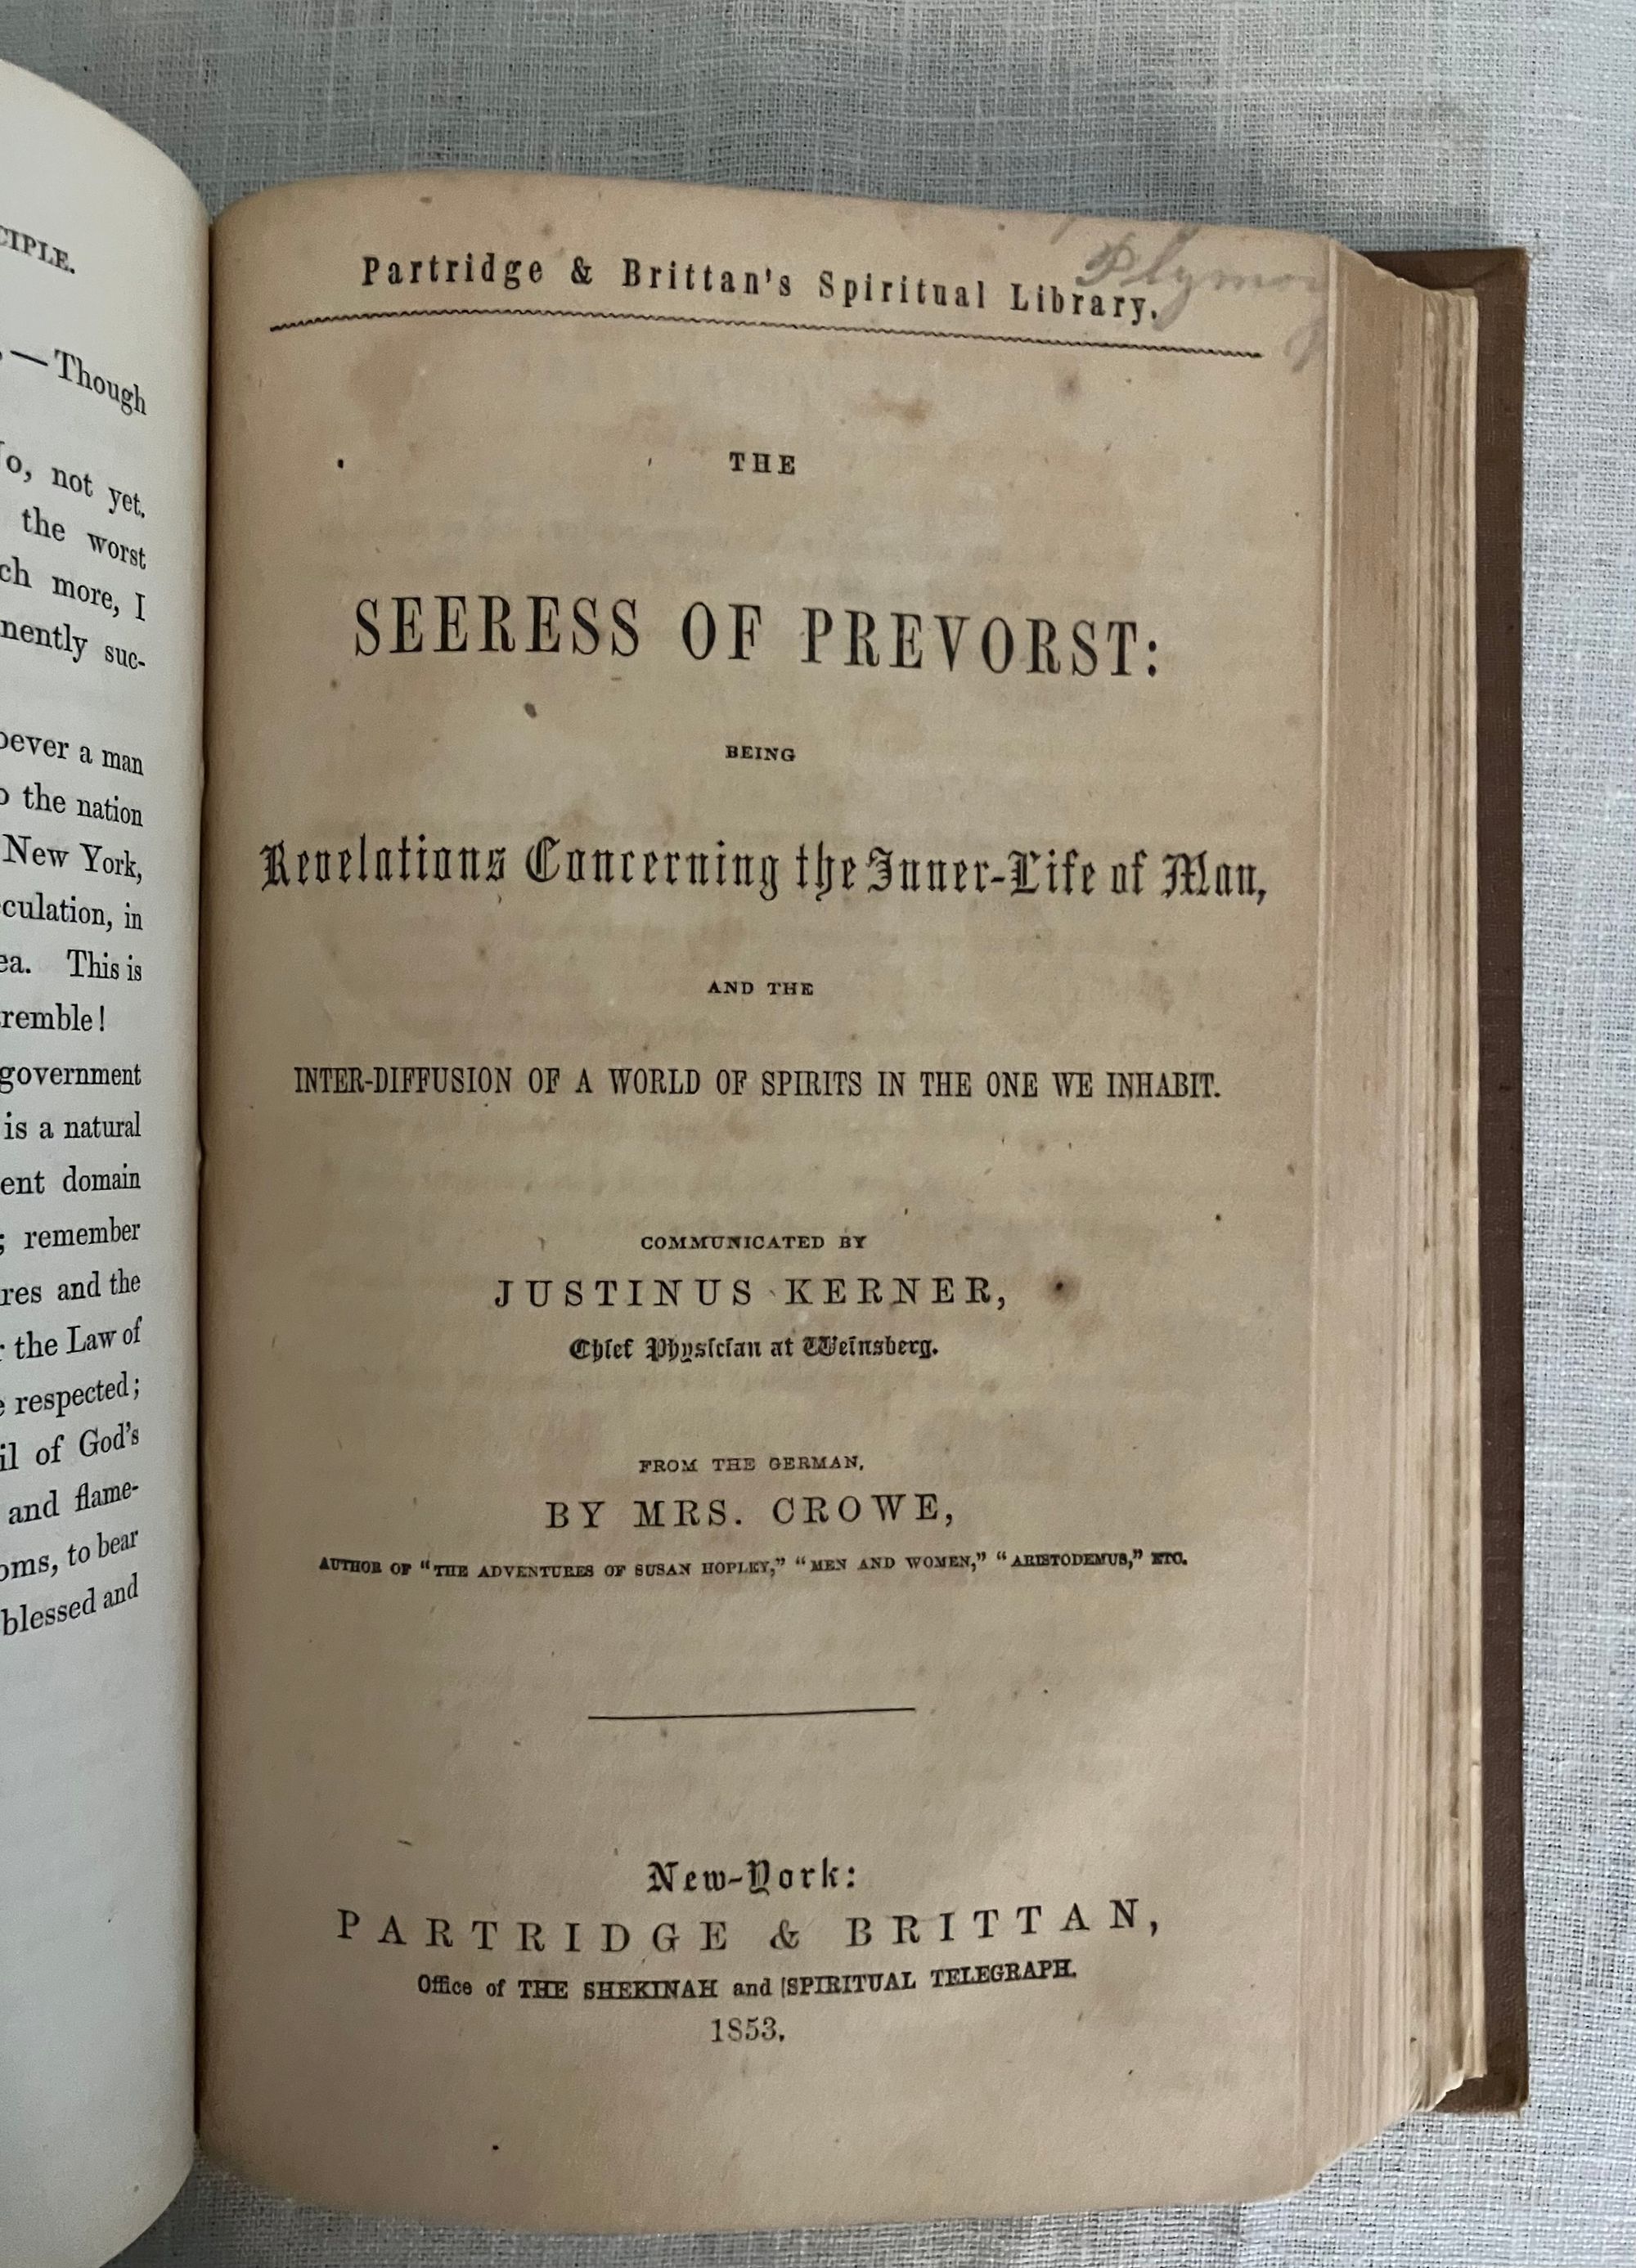 CIPLE.
— Though
No, not yet.
the worst
ch more, I
nently suc-
oever a man
o the nation
New York,
culation, in
ea. This is
remble!
government
is a natural
ent domain
; remember
res and the
r the Law of
e respected;
il of God's
and flame-
oms, to bear
blessed and
Partridge & Brittan's Spiritual Library.
THE
SEERESS OF PREVORST:
BEING
Revelations Concerning the Inner-Life of Man,
AND THE
INTER-DIFFUSION OF A WORLD OF SPIRITS IN THE ONE WE INHABIT.
COMMUNICATED BY
JUSTINUS KERNER,
Chief Physician at Weinsberg.
FROM THE GERMAN,
BY MRS. CROWE,
AUTHOR OF "THE ADVENTURES OF SUSAN HOPLEY," "MEN AND WOMEN," "ARISTODEMUS," ETC.
New-York:
PARTRIDGE & BRITTAN,
Office of THE SHEKINAH and SPIRITUAL TELEGRAPH.
1853.